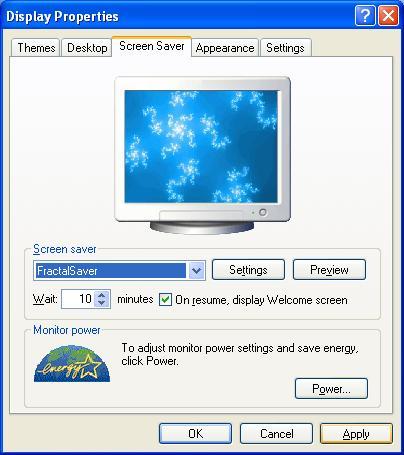 Display Properties
Themes Desktop Screen Saver Appearance Settings
Screen saver
FractalSaver Settings Preview
Wait: 10 minutes On resume, display Welcome screen
Monitor power
To adjust monitor power settings and save energy,
click Power.
energy
Power...
OK Cancel Apply